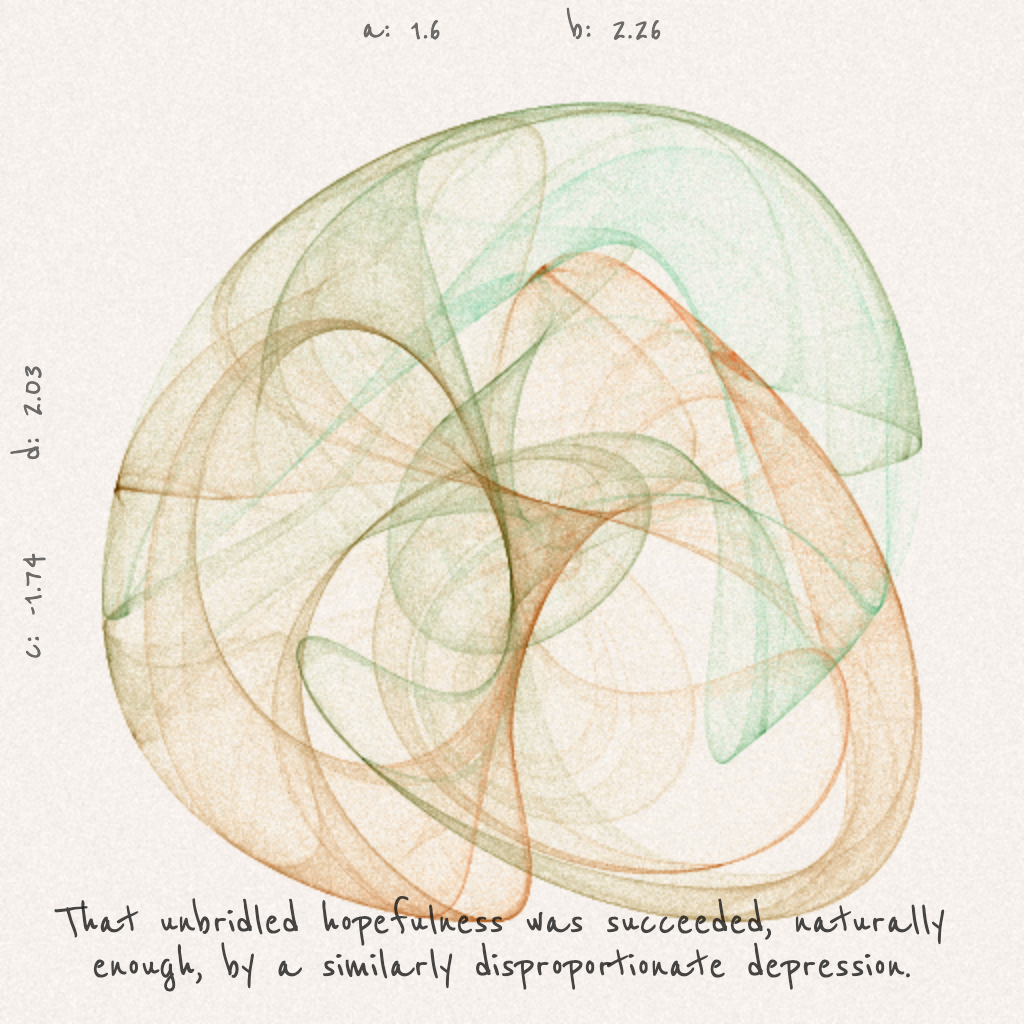 a: 1.6 b: 2.26
d: 2.03
c: -1.74
That unbridled hopefulness was succeeded, naturally
enough, by a similarly disproportionate depression.